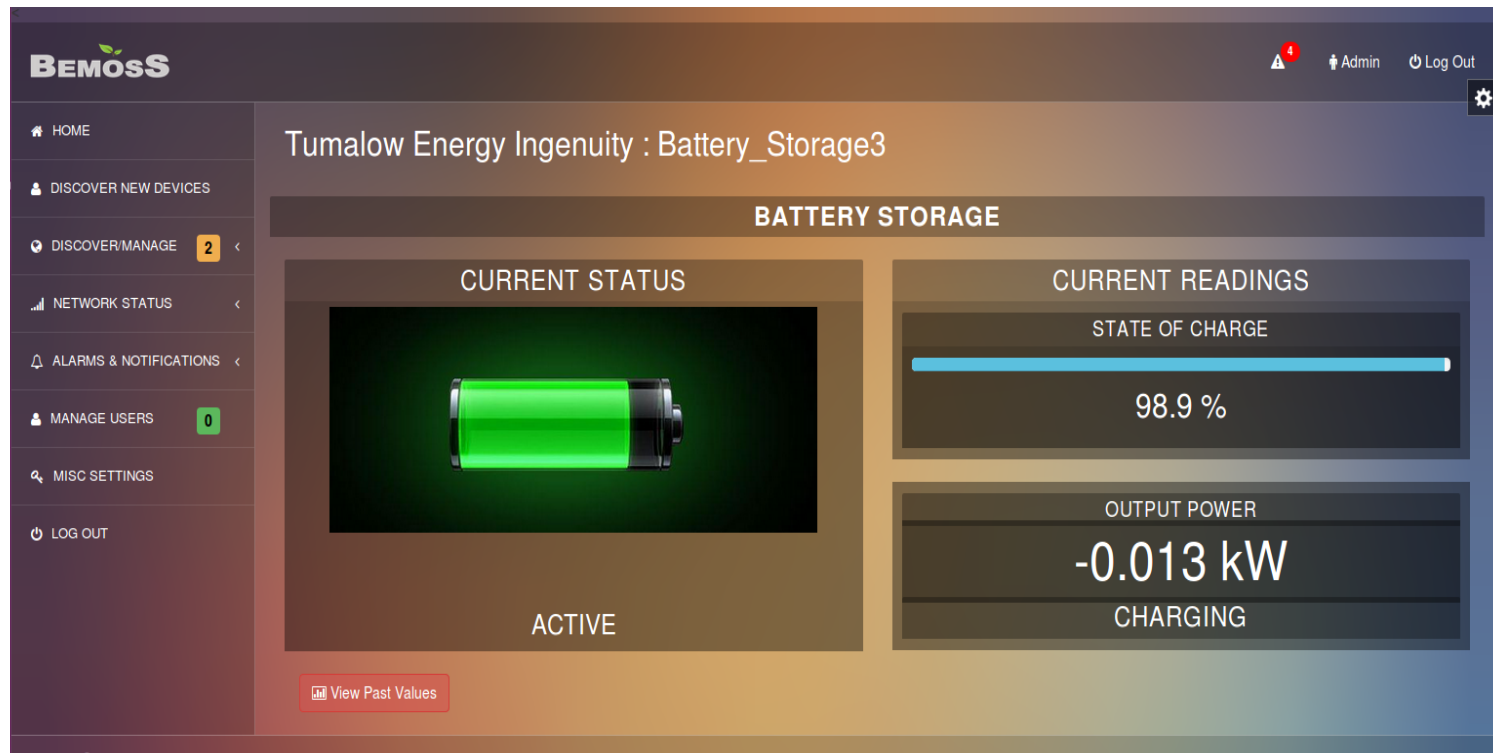 BEMOSS
4
Admin
Log Out
HOME
DISCOVER NEW DEVICES
DISCOVER/MANAGE 2
NETWORK STATUS
ALARMS & NOTIFICATIONS
MANAGE USERS 0
MISC SETTINGS
LOG OUT
Tumalow Energy Ingenuity : Battery_Storage3
BATTERY STORAGE
CURRENT STATUS
ACTIVE
CURRENT READINGS
STATE OF CHARGE
98.9 %
OUTPUT POWER
-0.013 kW
CHARGING
View Past Values